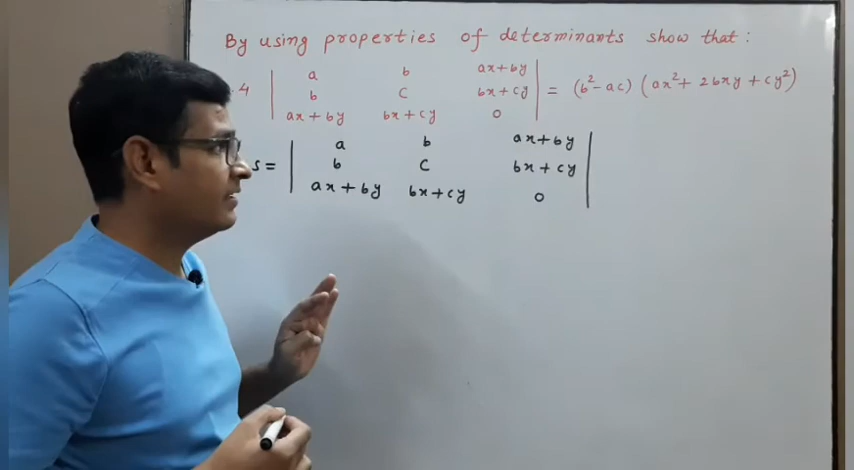 By using properties of determinants show that :
4 | a b ax+by |
| b c bx+cy | = (b²-ac) (ax²+2bxy+cy²)
| ax+by bx+cy 0 |
| a b ax+by |
S = | b c bx+cy |
| ax+by bx+cy 0 |